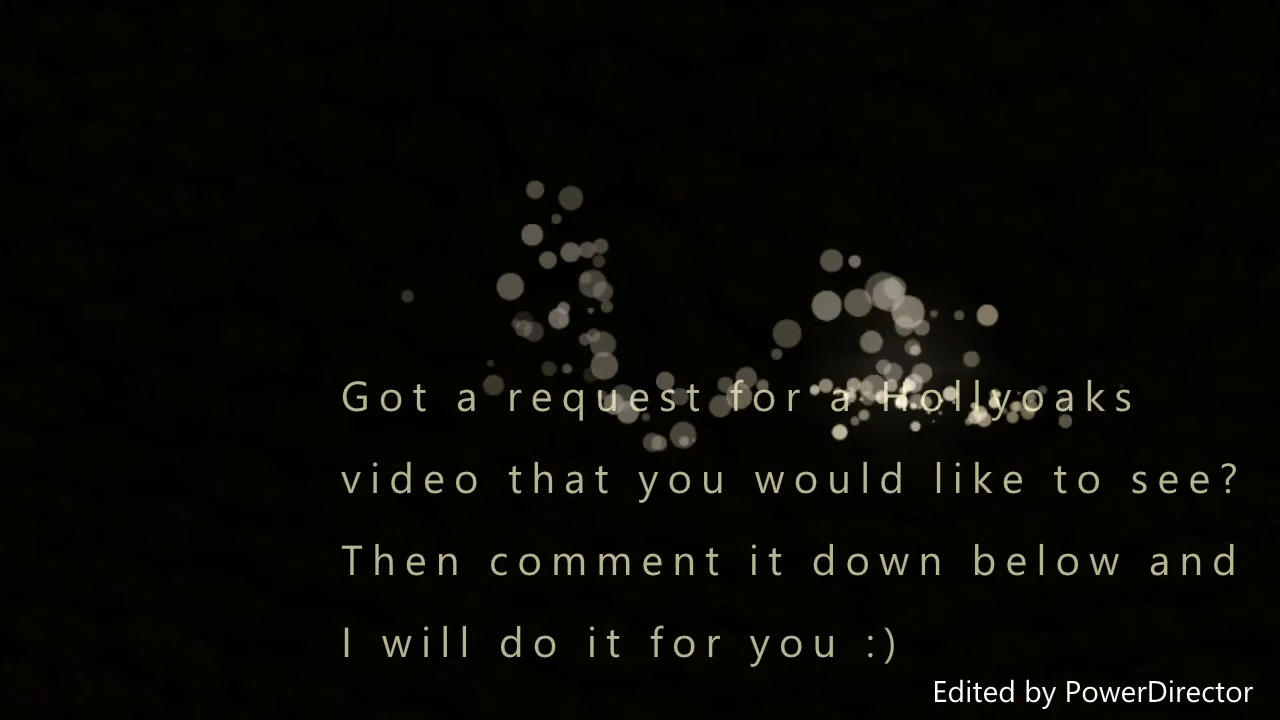 Got a request for a Hollyoaks
video that you would like to see?
Then comment it down below and
I will do it for you :)
Edited by PowerDirector